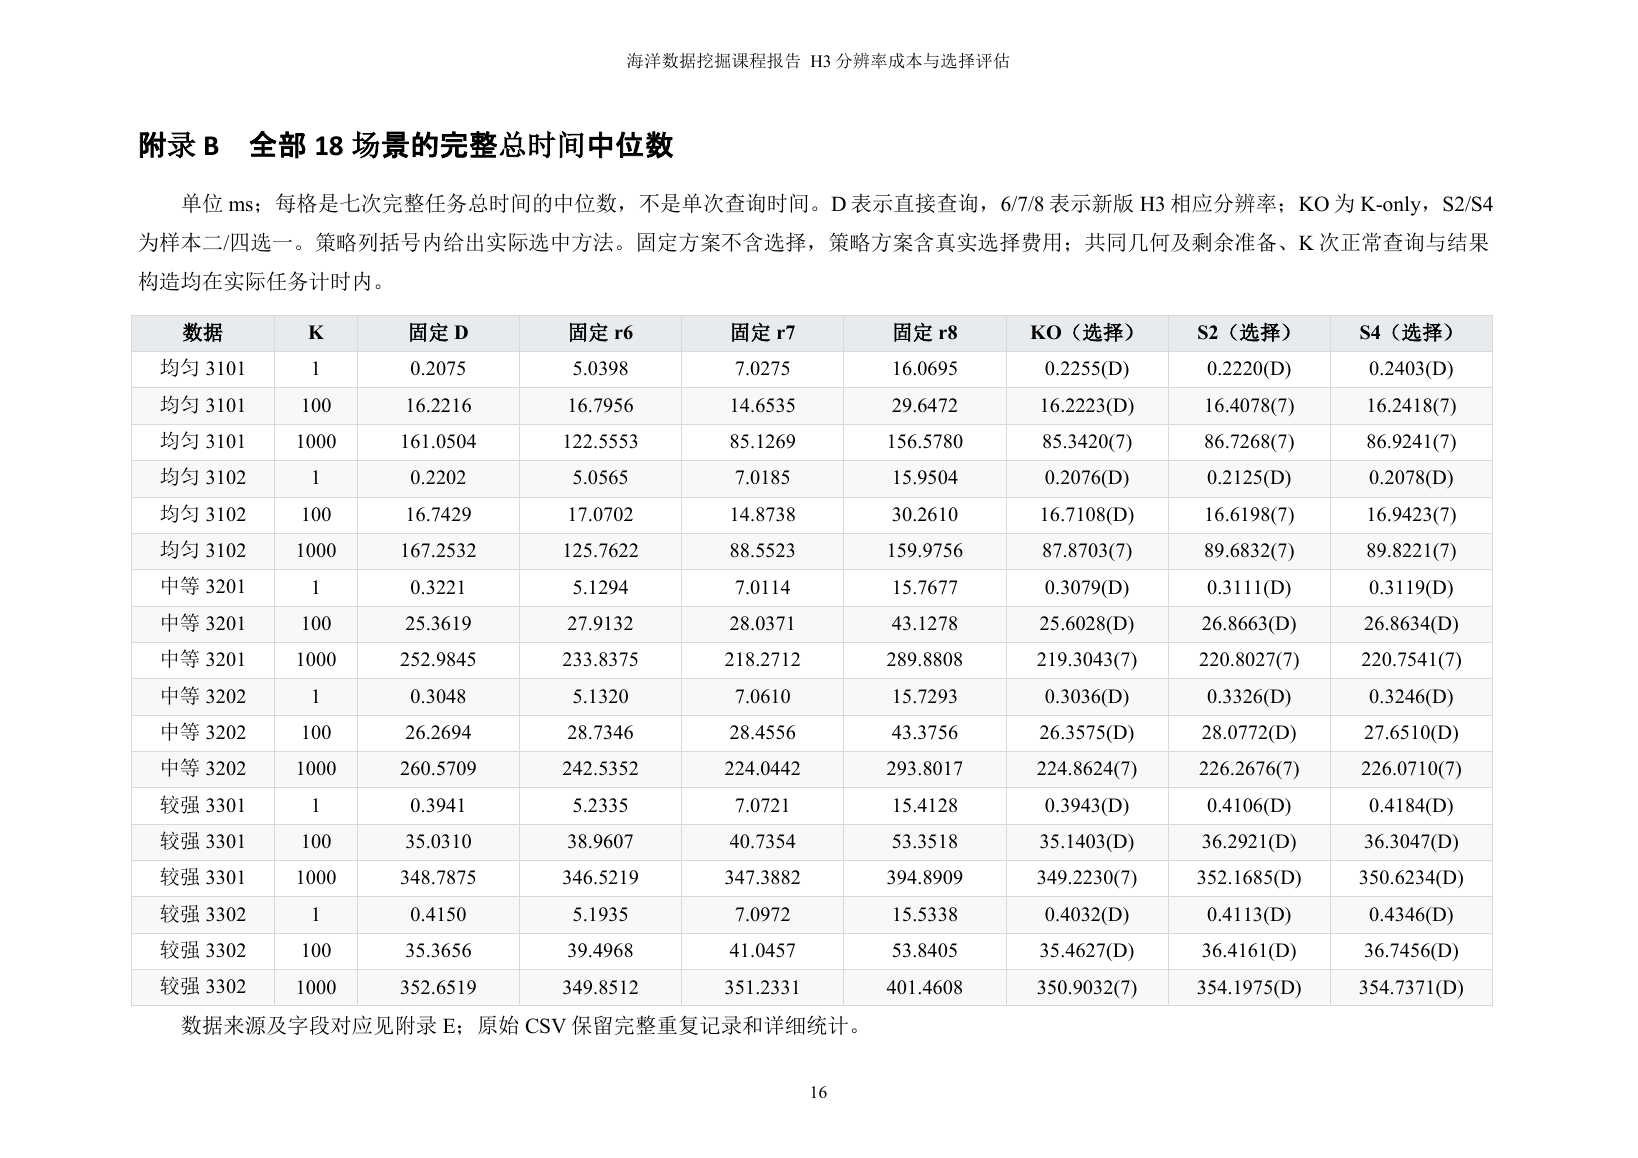 海洋数据挖掘课程报告 H3 分辨率成本与选择评估
附录 B 全部 18 场景的完整总时间中位数
单位 ms；每格是七次完整任务总时间的中位数，不是单次查询时间。D 表示直接查询，6/7/8 表示新版 H3 相应分辨率；KO 为 K-only，S2/S4
为样本二/四选一。策略列括号内给出实际选中方法。固定方案不含选择，策略方案含真实选择费用；共同几何及剩余准备、K 次正常查询与结果
构造均在实际任务计时内。
数据 K 固定 D 固定 r6 固定 r7 固定 r8 KO（选择） S2（选择） S4（选择）
均匀 3101 1 0.2075 5.0398 7.0275 16.0695 0.2255(D) 0.2220(D) 0.2403(D)
均匀 3101 100 16.2216 16.7956 14.6535 29.6472 16.2223(D) 16.4078(7) 16.2418(7)
均匀 3101 1000 161.0504 122.5553 85.1269 156.5780 85.3420(7) 86.7268(7) 86.9241(7)
均匀 3102 1 0.2202 5.0565 7.0185 15.9504 0.2076(D) 0.2125(D) 0.2078(D)
均匀 3102 100 16.7429 17.0702 14.8738 30.2610 16.7108(D) 16.6198(7) 16.9423(7)
均匀 3102 1000 167.2532 125.7622 88.5523 159.9756 87.8703(7) 89.6832(7) 89.8221(7)
中等 3201 1 0.3221 5.1294 7.0114 15.7677 0.3079(D) 0.3111(D) 0.3119(D)
中等 3201 100 25.3619 27.9132 28.0371 43.1278 25.6028(D) 26.8663(D) 26.8634(D)
中等 3201 1000 252.9845 233.8375 218.2712 289.8808 219.3043(7) 220.8027(7) 220.7541(7)
中等 3202 1 0.3048 5.1320 7.0610 15.7293 0.3036(D) 0.3326(D) 0.3246(D)
中等 3202 100 26.2694 28.7346 28.4556 43.3756 26.3575(D) 28.0772(D) 27.6510(D)
中等 3202 1000 260.5709 242.5352 224.0442 293.8017 224.8624(7) 226.2676(7) 226.0710(7)
较强 3301 1 0.3941 5.2335 7.0721 15.4128 0.3943(D) 0.4106(D) 0.4184(D)
较强 3301 100 35.0310 38.9607 40.7354 53.3518 35.1403(D) 36.2921(D) 36.3047(D)
较强 3301 1000 348.7875 346.5219 347.3882 394.8909 349.2230(7) 352.1685(D) 350.6234(D)
较强 3302 1 0.4150 5.1935 7.0972 15.5338 0.4032(D) 0.4113(D) 0.4346(D)
较强 3302 100 35.3656 39.4968 41.0457 53.8405 35.4627(D) 36.4161(D) 36.7456(D)
较强 3302 1000 352.6519 349.8512 351.2331 401.4608 350.9032(7) 354.1975(D) 354.7371(D)
数据来源及字段对应见附录 E；原始 CSV 保留完整重复记录和详细统计。
16